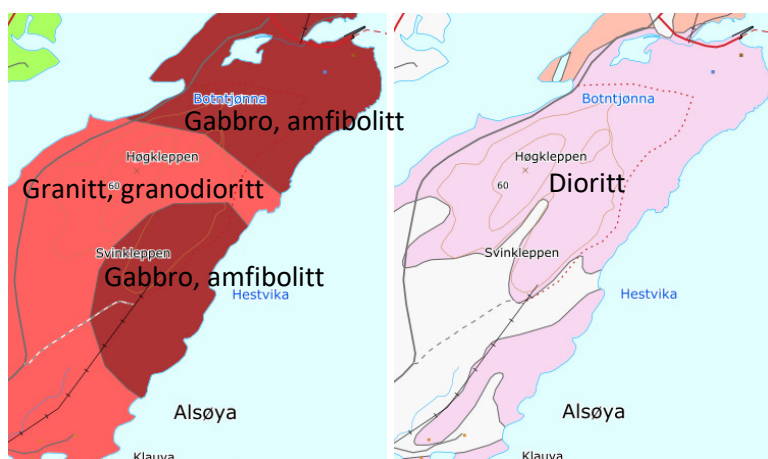 Botntjønna
Gabbro, amfibolitt
Høgkleppen
Granitt, granodioritt
60
Svinkleppen
Gabbro, amfibolitt
Hestvika
Alsøya
Klauva
Botntjønna
Høgkleppen
60
Dioritt
Svinkleppen
Hestvika
Alsøya
Klauva